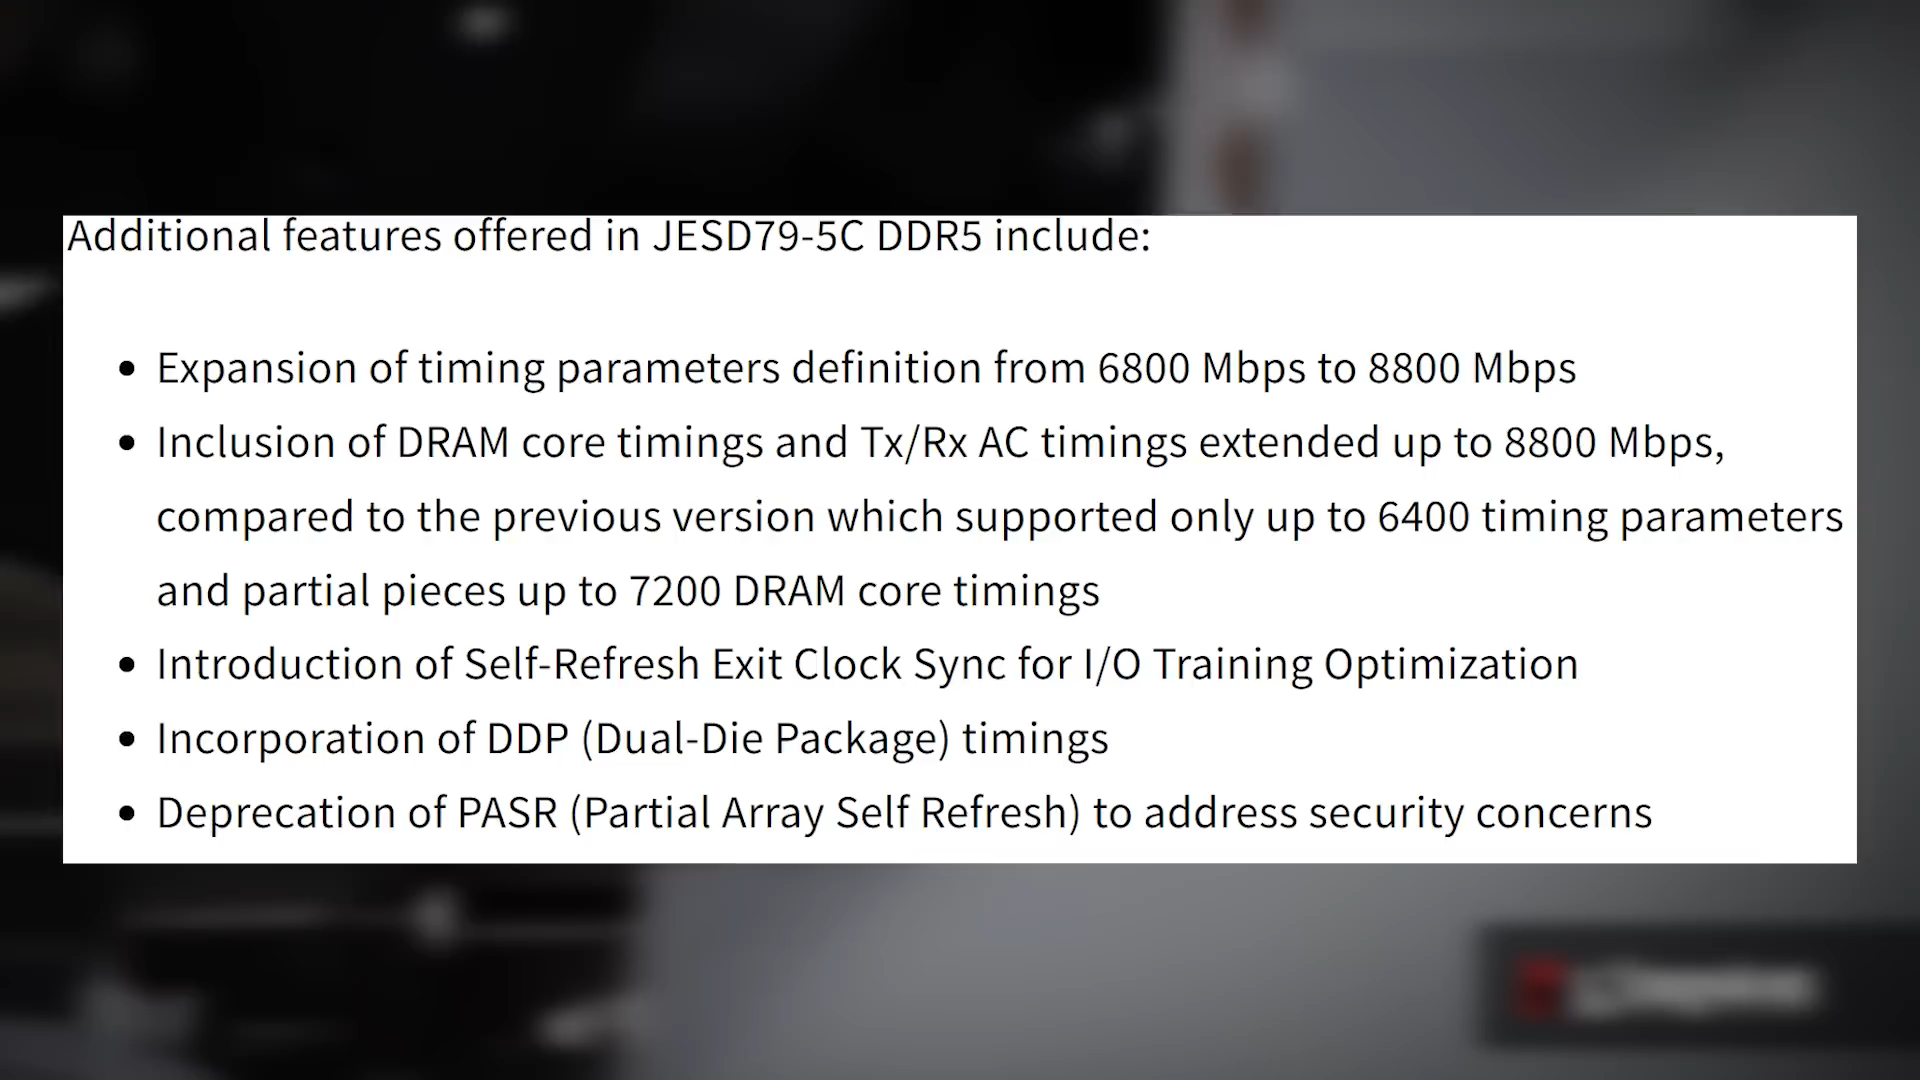 Additional features offered in JESD79-5C DDR5 include:
• Expansion of timing parameters definition from 6800 Mbps to 8800 Mbps
• Inclusion of DRAM core timings and Tx/Rx AC timings extended up to 8800 Mbps,
compared to the previous version which supported only up to 6400 timing parameters
and partial pieces up to 7200 DRAM core timings
• Introduction of Self-Refresh Exit Clock Sync for I/O Training Optimization
• Incorporation of DDP (Dual-Die Package) timings
• Deprecation of PASR (Partial Array Self Refresh) to address security concerns